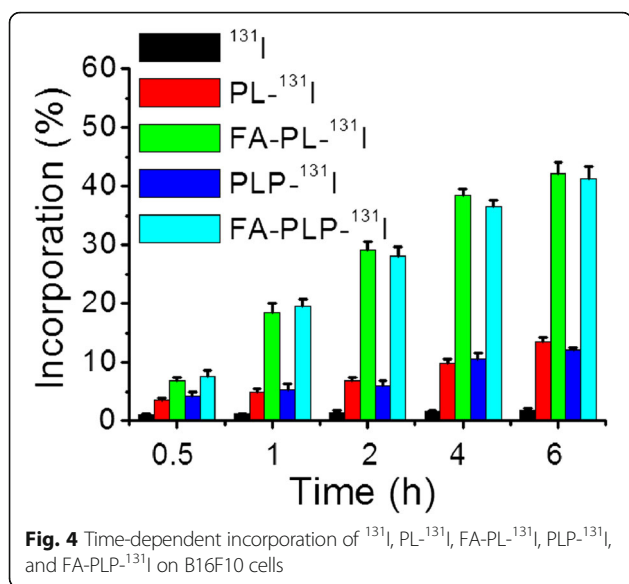 ¹³¹I
PL-¹³¹I
FA-PL-¹³¹I
PLP-¹³¹I
FA-PLP-¹³¹I
Incorporation (%)
60
50
40
30
20
10
0
0.5 1 2 4 6
Time (h)
Fig. 4 Time-dependent incorporation of ¹³¹I, PL-¹³¹I, FA-PL-¹³¹I, PLP-¹³¹I,
and FA-PLP-¹³¹I on B16F10 cells